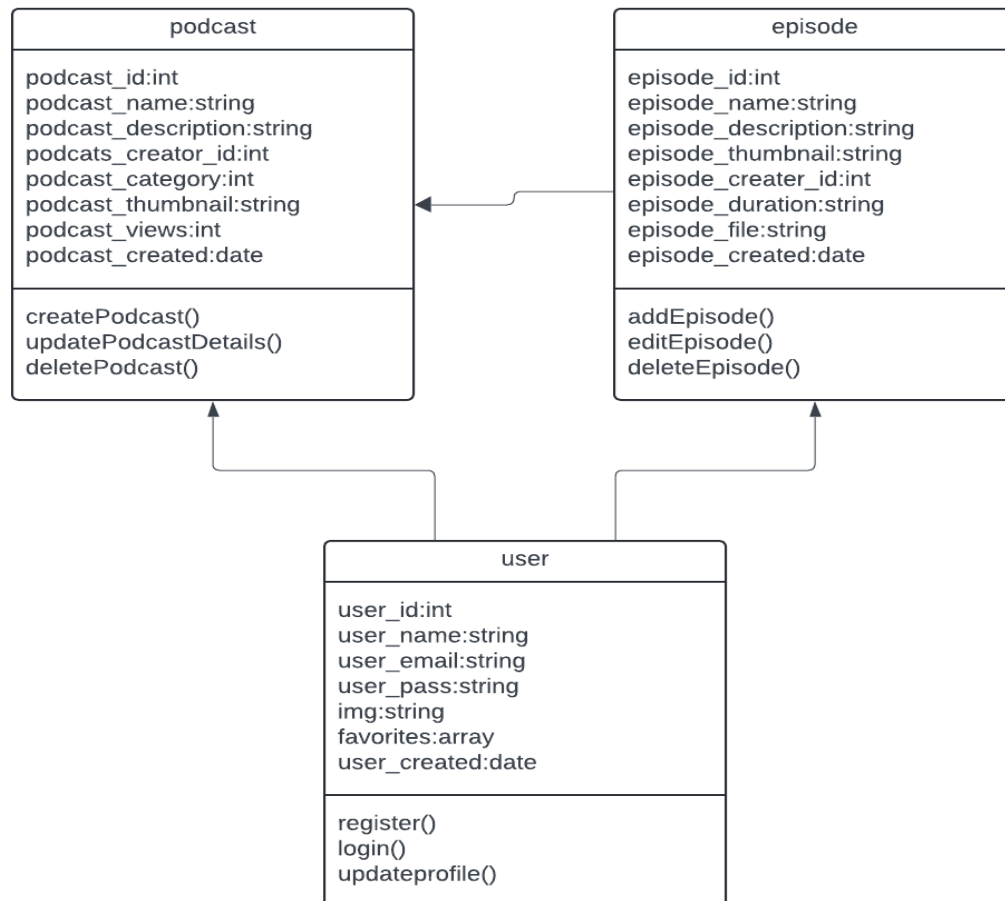 podcast
podcast_id:int
podcast_name:string
podcast_description:string
podcats_creator_id:int
podcast_category:int
podcast_thumbnail:string
podcast_views:int
podcast_created:date
createPodcast()
updatePodcastDetails()
deletePodcast()
episode
episode_id:int
episode_name:string
episode_description:string
episode_thumbnail:string
episode_creater_id:int
episode_duration:string
episode_file:string
episode_created:date
addEpisode()
editEpisode()
deleteEpisode()
user
user_id:int
user_name:string
user_email:string
user_pass:string
img:string
favorites:array
user_created:date
register()
login()
updateprofile()